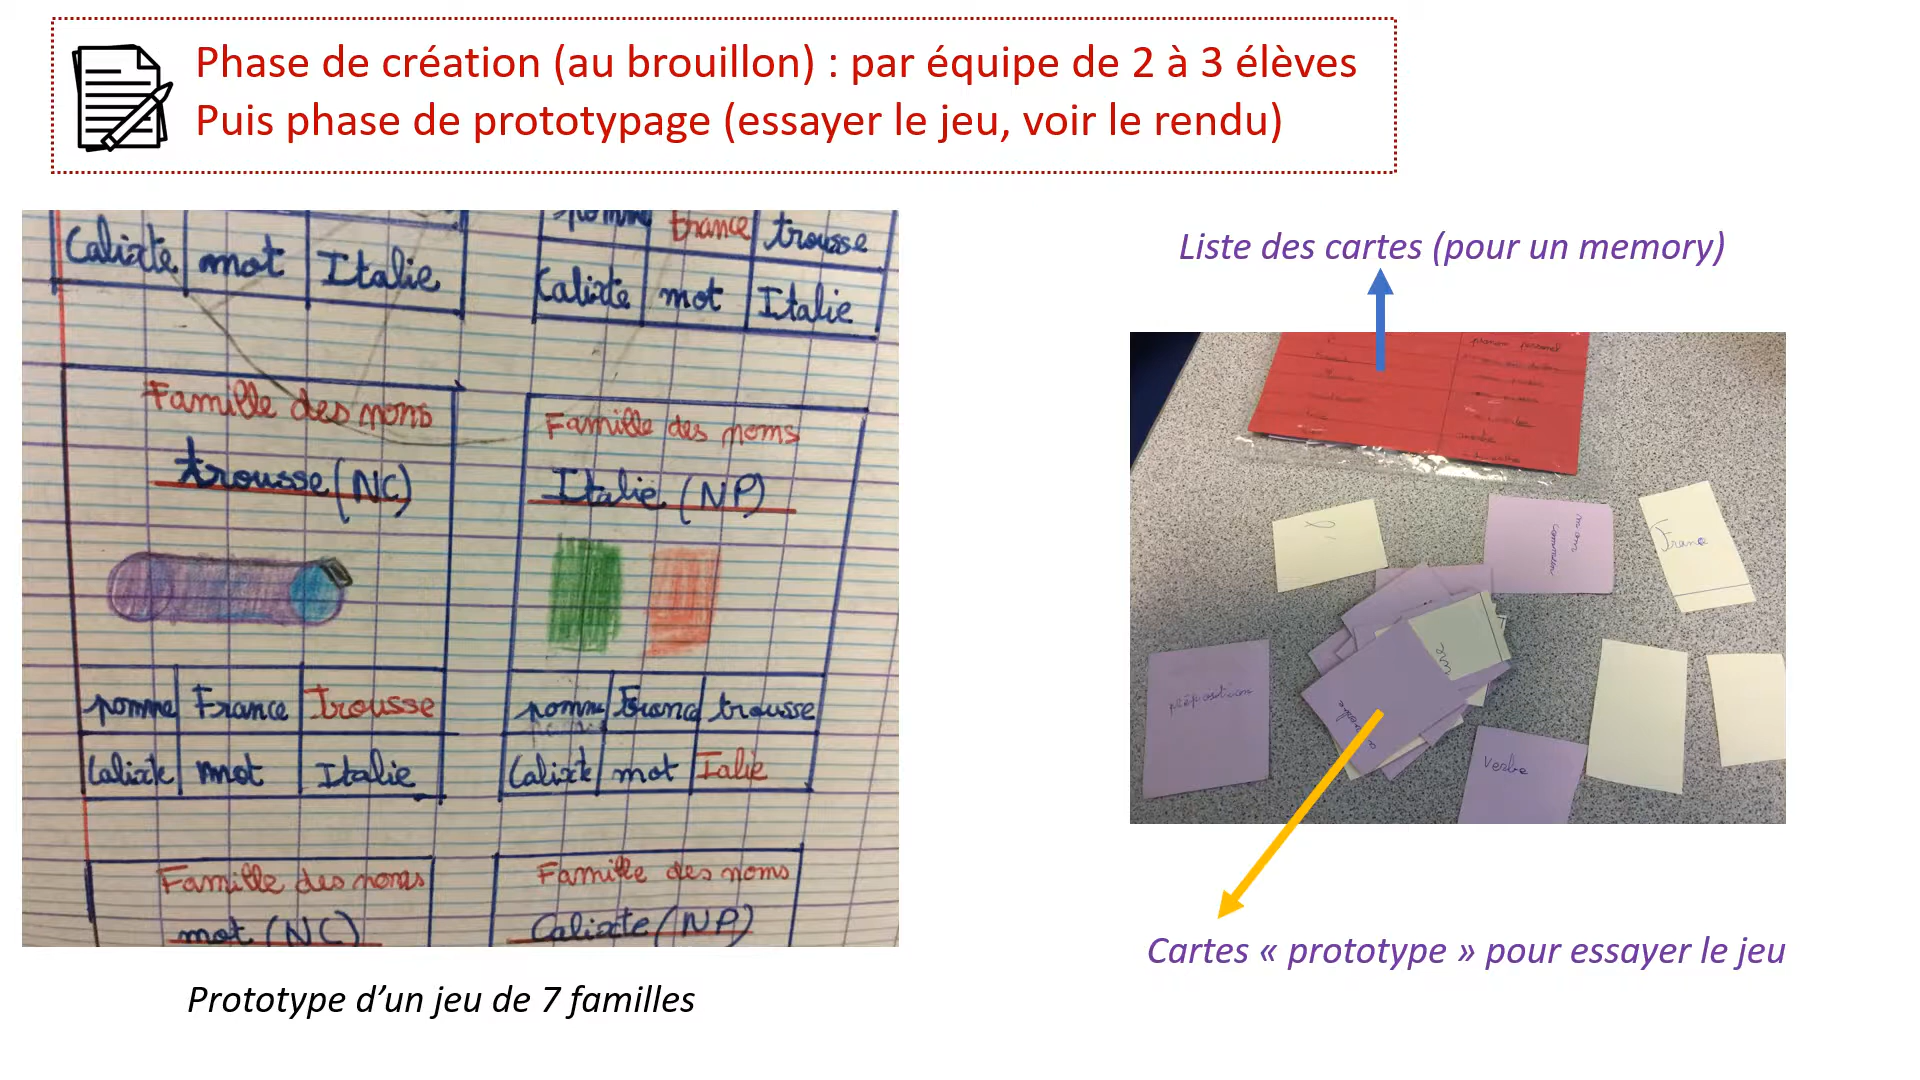 Phase de création (au brouillon) : par équipe de 2 à 3 élèves
Puis phase de prototypage (essayer le jeu, voir le rendu)
Calixte mot Italie
pomme France trousse
Calixte mot Italie
Famille des noms
trousse (NC)
pomme France trousse
Calixte mot Italie
Famille des noms
Italie (NP)
pomme France trousse
Calixte mot Italie
Famille des noms
mot (NC)
Famille des noms
Calixte (NP)
Prototype d’un jeu de 7 familles
Liste des cartes (pour un memory)
préposition
Verbe
France
Cartes « prototype » pour essayer le jeu